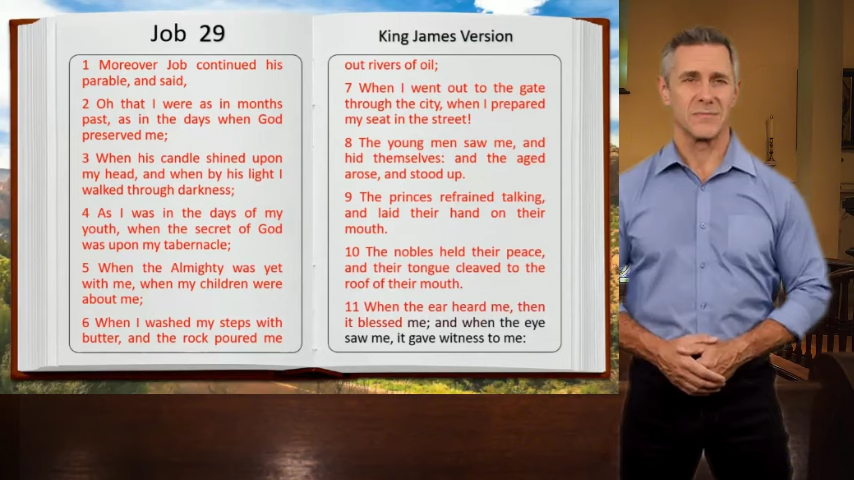 Job 29
1 Moreover Job continued his
parable, and said,
2 Oh that I were as in months
past, as in the days when God
preserved me;
3 When his candle shined upon
my head, and when by his light I
walked through darkness;
4 As I was in the days of my
youth, when the secret of God
was upon my tabernacle;
5 When the Almighty was yet
with me, when my children were
about me;
6 When I washed my steps with
butter, and the rock poured me
King James Version
out rivers of oil;
7 When I went out to the gate
through the city, when I prepared
my seat in the street!
8 The young men saw me, and
hid themselves: and the aged
arose, and stood up.
9 The princes refrained talking,
and laid their hand on their
mouth.
10 The nobles held their peace,
and their tongue cleaved to the
roof of their mouth.
11 When the ear heard me, then
it blessed me; and when the eye
saw me, it gave witness to me: